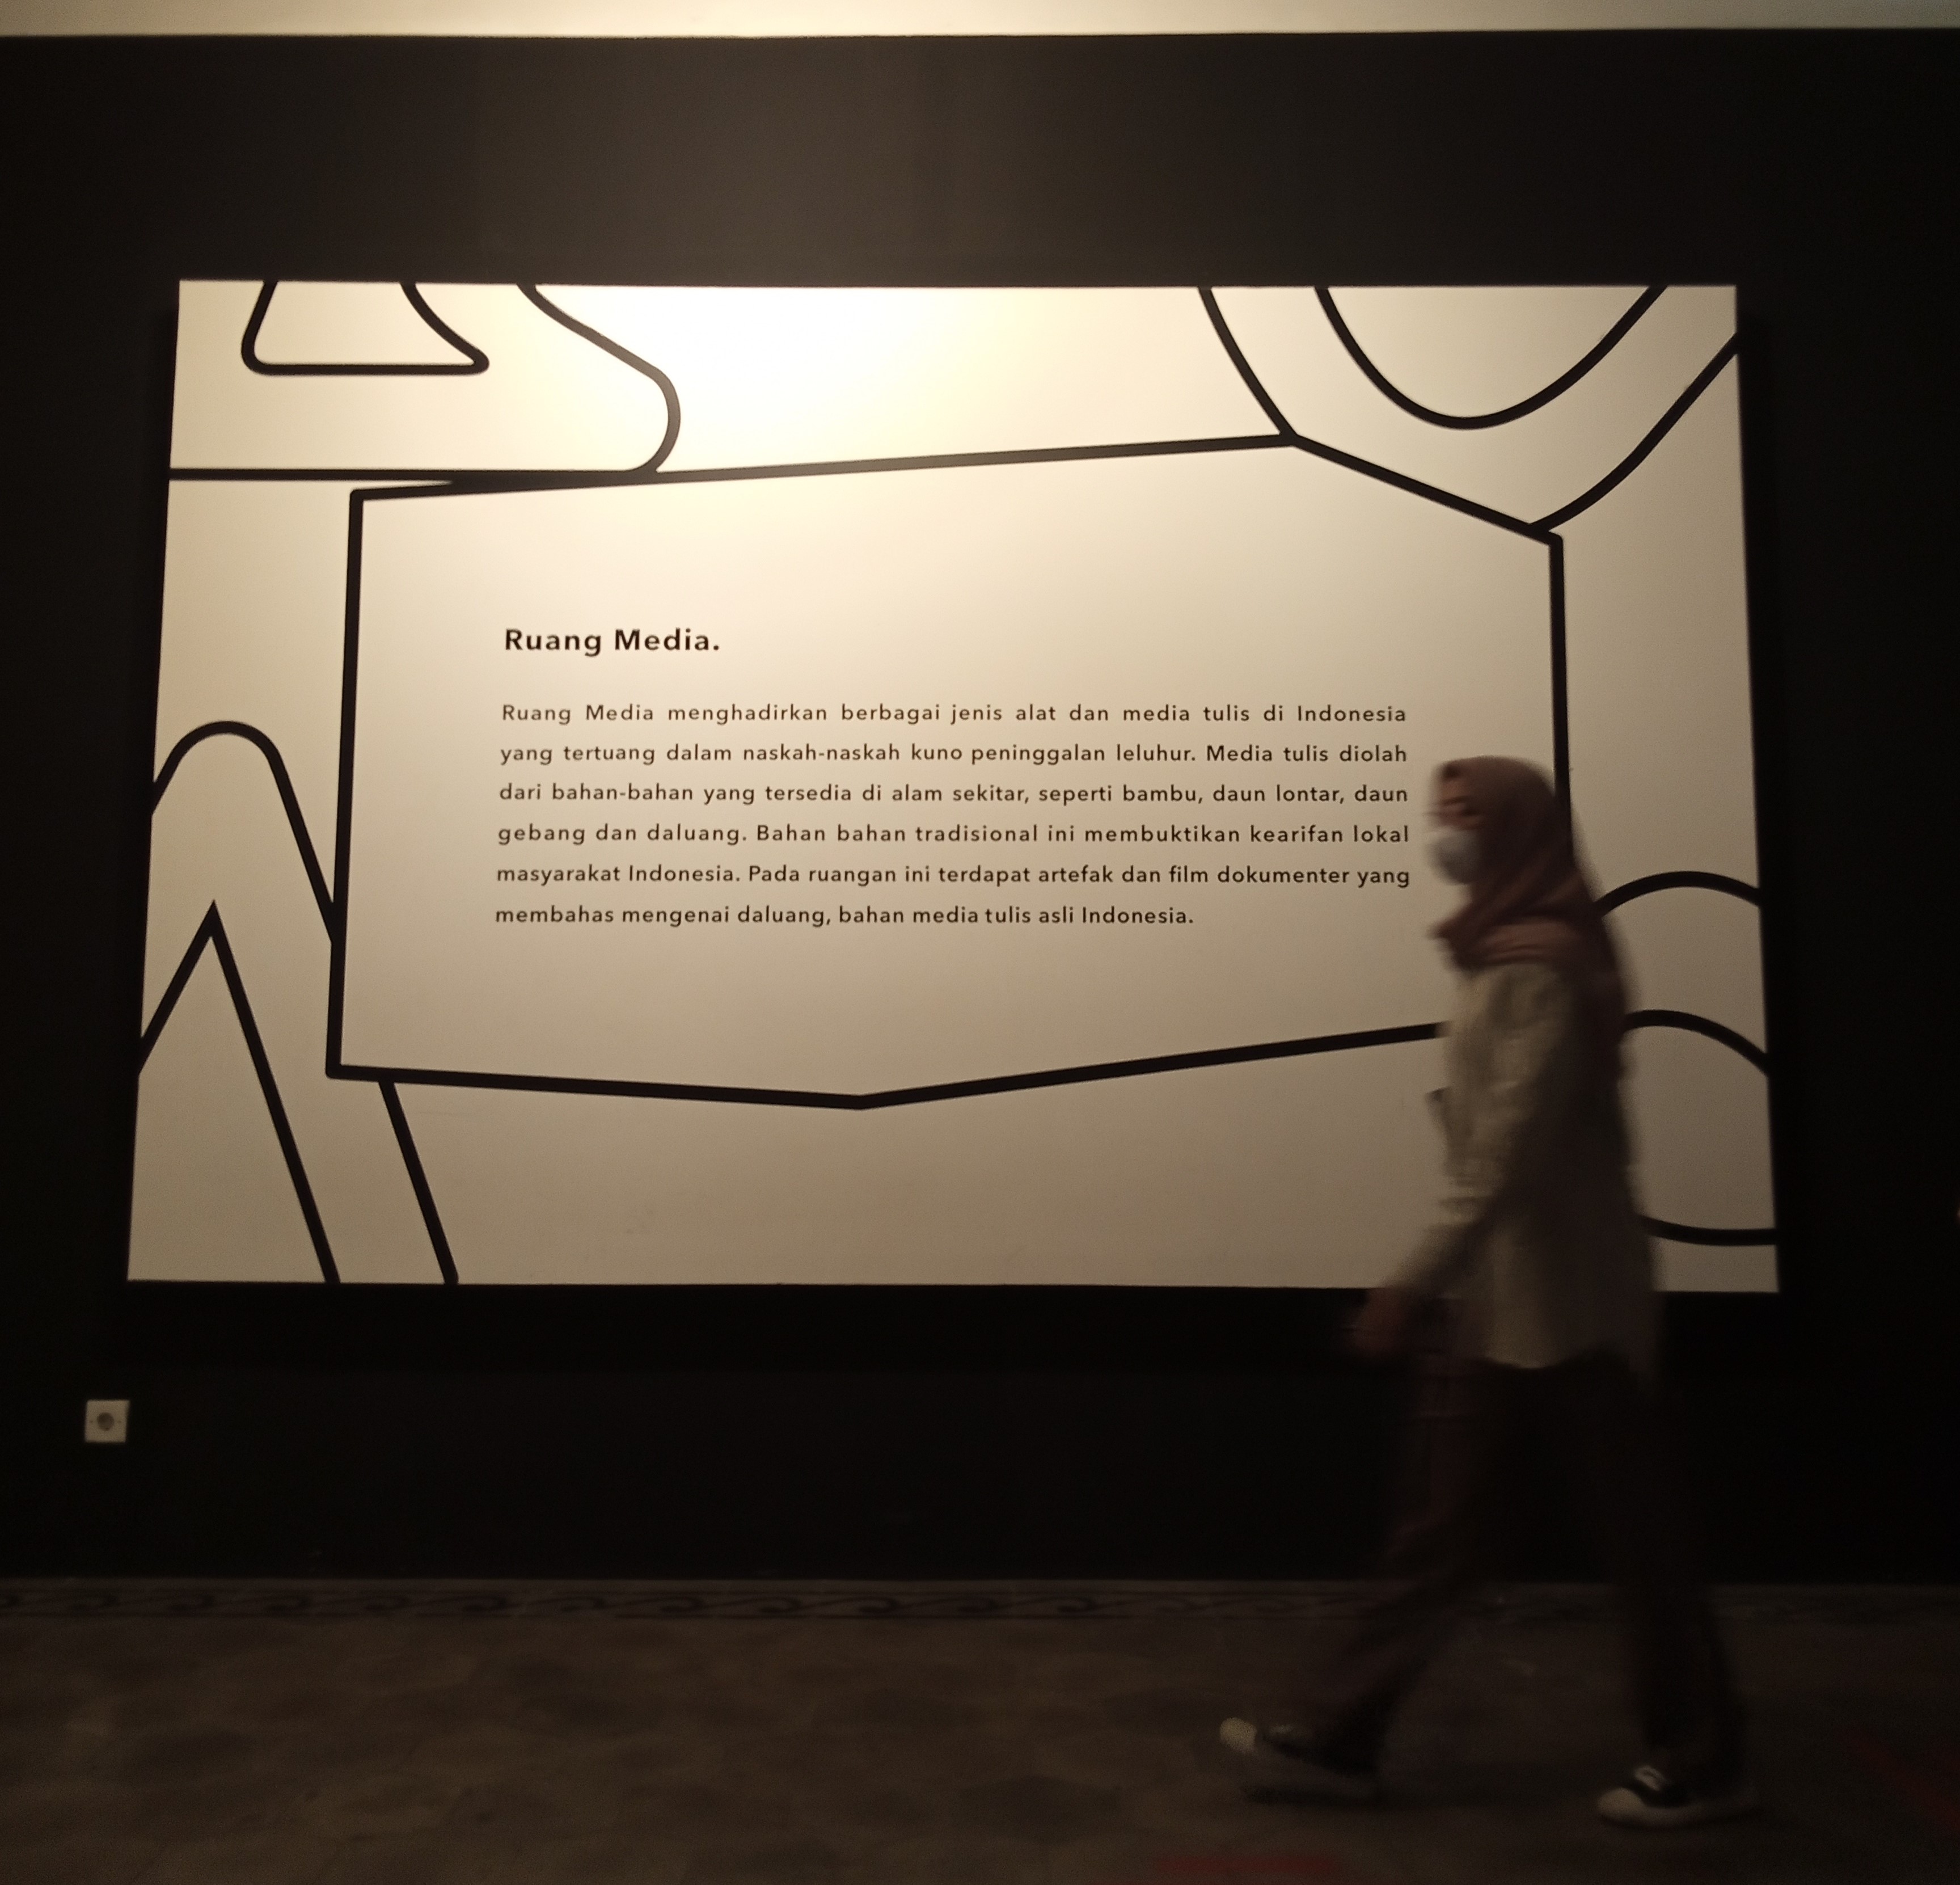 Ruang Media.
Ruang Media menghadirkan berbagai jenis alat dan media tulis di Indonesia
yang tertuang dalam naskah-naskah kuno peninggalan leluhur. Media tulis diolah
dari bahan-bahan yang tersedia di alam sekitar, seperti bambu, daun lontar, daun
gebang dan daluang. Bahan bahan tradisional ini membuktikan kearifan lokal
masyarakat Indonesia. Pada ruangan ini terdapat artefak dan film dokumenter yang
membahas mengenai daluang, bahan media tulis asli Indonesia.